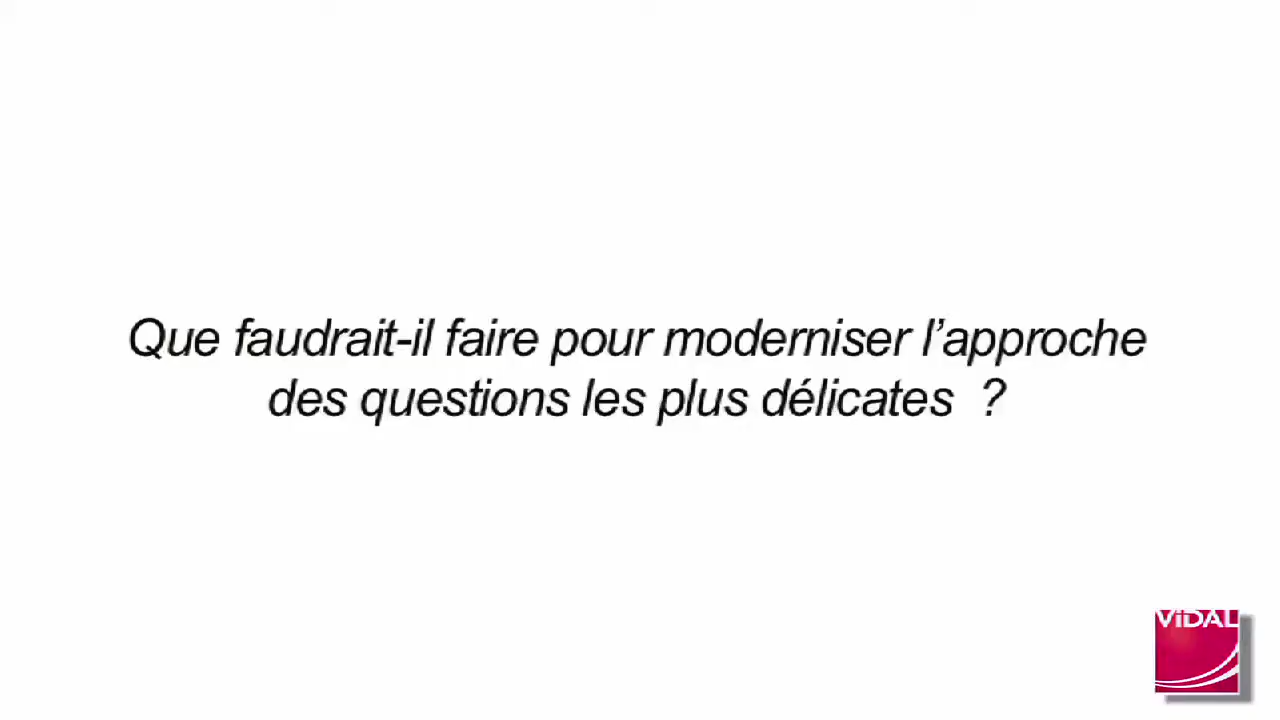 Que faudrait-il faire pour moderniser l’approche
des questions les plus délicates  ?
ViDAL